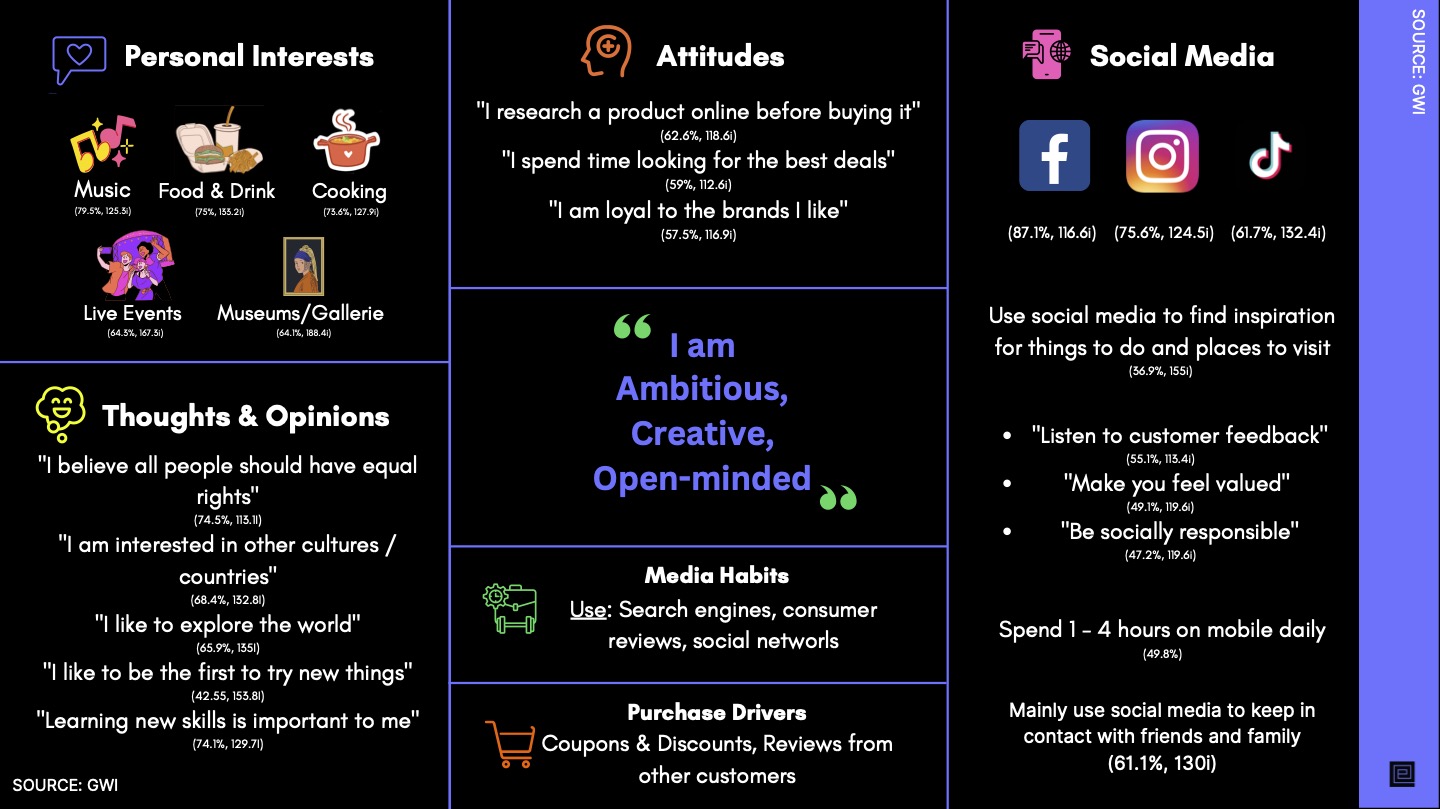 Personal Interests
Music
(79.5%, 125.3i)
Food & Drink
(75%, 133.2i)
Cooking
(73.6%, 127.9i)
Live Events
(64.3%, 167.3i)
Museums/Gallerie
(64.1%, 188.4i)
Thoughts & Opinions
"I believe all people should have equal
rights"
(74.5%, 113.1I)
"I am interested in other cultures /
countries"
(68.4%, 132.8I)
"I like to explore the world"
(65.9%, 135I)
"I like to be the first to try new things"
(42.55, 153.8I)
"Learning new skills is important to me"
(74.1%, 129.7I)
SOURCE: GWI
Attitudes
"I research a product online before buying it"
(62.6%, 118.6i)
"I spend time looking for the best deals"
(59%, 112.6i)
"I am loyal to the brands I like"
(57.5%, 116.9i)
“ I am
Ambitious,
Creative,
Open-minded ”
Media Habits
Use: Search engines, consumer
reviews, social networls
Purchase Drivers
Coupons & Discounts, Reviews from
other customers
Social Media
(87.1%, 116.6i) (75.6%, 124.5i) (61.7%, 132.4i)
Use social media to find inspiration
for things to do and places to visit
(36.9%, 155i)
• "Listen to customer feedback"
(55.1%, 113.4i)
• "Make you feel valued"
(49.1%, 119.6i)
• "Be socially responsible"
(47.2%, 119.6i)
Spend 1 - 4 hours on mobile daily
(49.8%)
Mainly use social media to keep in
contact with friends and family
(61.1%, 130i)
SOURCE: GWI